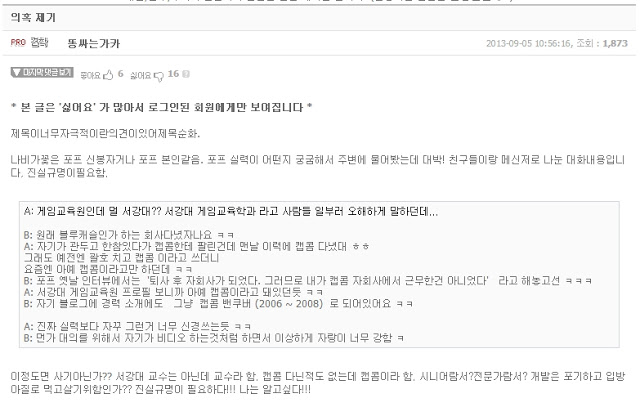 의혹 제기
PRO 캡콤 똥싸는가카
2013-09-05 10:56:16, 조회 : 1,873
▼ 마지막 댓글 보기 좋아요 6 싫어요 16
* 본 글은 '싫어요' 가 많아서 로그인된 회원에게만 보여집니다 *
제목이너무자극적이란의견이있어제목순화.
나비가꽃은 포프 신봉자거나 포프 본인같음. 포프 실력이 어떤지 궁굼해서 주변에 물어봤는데 대박! 친구들이랑 메신저로 나눈 대화내용입니
다. 진실규명이필요함.
A: 게임교육원인데 멀 서강대?? 서강대 게임교육학과 라고 사람들 일부러 오해하게 말하던데...
B: 원래 블루캐슬인가 하는 회사다녔자나요 ㅋㅋ
A: 자기가 관두고 한참있다가 캡콤한테 팔린건데 맨날 이력에 캡콤 다녔대 ㅎㅎ
그래도 예전엔 괄호 치고 캡콤 이라고 쓰더니
요즘엔 아예 캡콤이라고만 하던데 ㅋㅋ
B: 포프 옛날 인터뷰에서는 '퇴사 후 자회사가 되었다. 그러므로 내가 캡콤 자회사에서 근무한건 아니었다' 라고 해놓고선 ㅋㅋㅋ
A: 서강대 게임교육원 프로필 보니까 아예 캡콤이라고 돼있던듯 ㅋㅋ
B: 자기 블로그에 경력 소개에도 그냥 캡콤 밴쿠버 (2006 ~ 2008) 로 되어있어요 ㅋㅋ
A: 진짜 실력보다 자꾸 그런거 너무 신경쓰는듯 ㅋㅋ
B: 먼가 대의를 위해서 자기가 비디오 하는것처럼 하면서 이상하게 자랑이 너무 강함 ㅋ
이정도면 사기아닌가?? 서강대 교수는 아닌데 교수라 함. 캡콤 다닌적도 없는데 캡콤이라 함. 시니어람서?전문가람서? 개발은 포기하고 입방
아질로 먹고살기위함인가?? 진실규명이 필요하다!!! 나는 알고싶다!!!